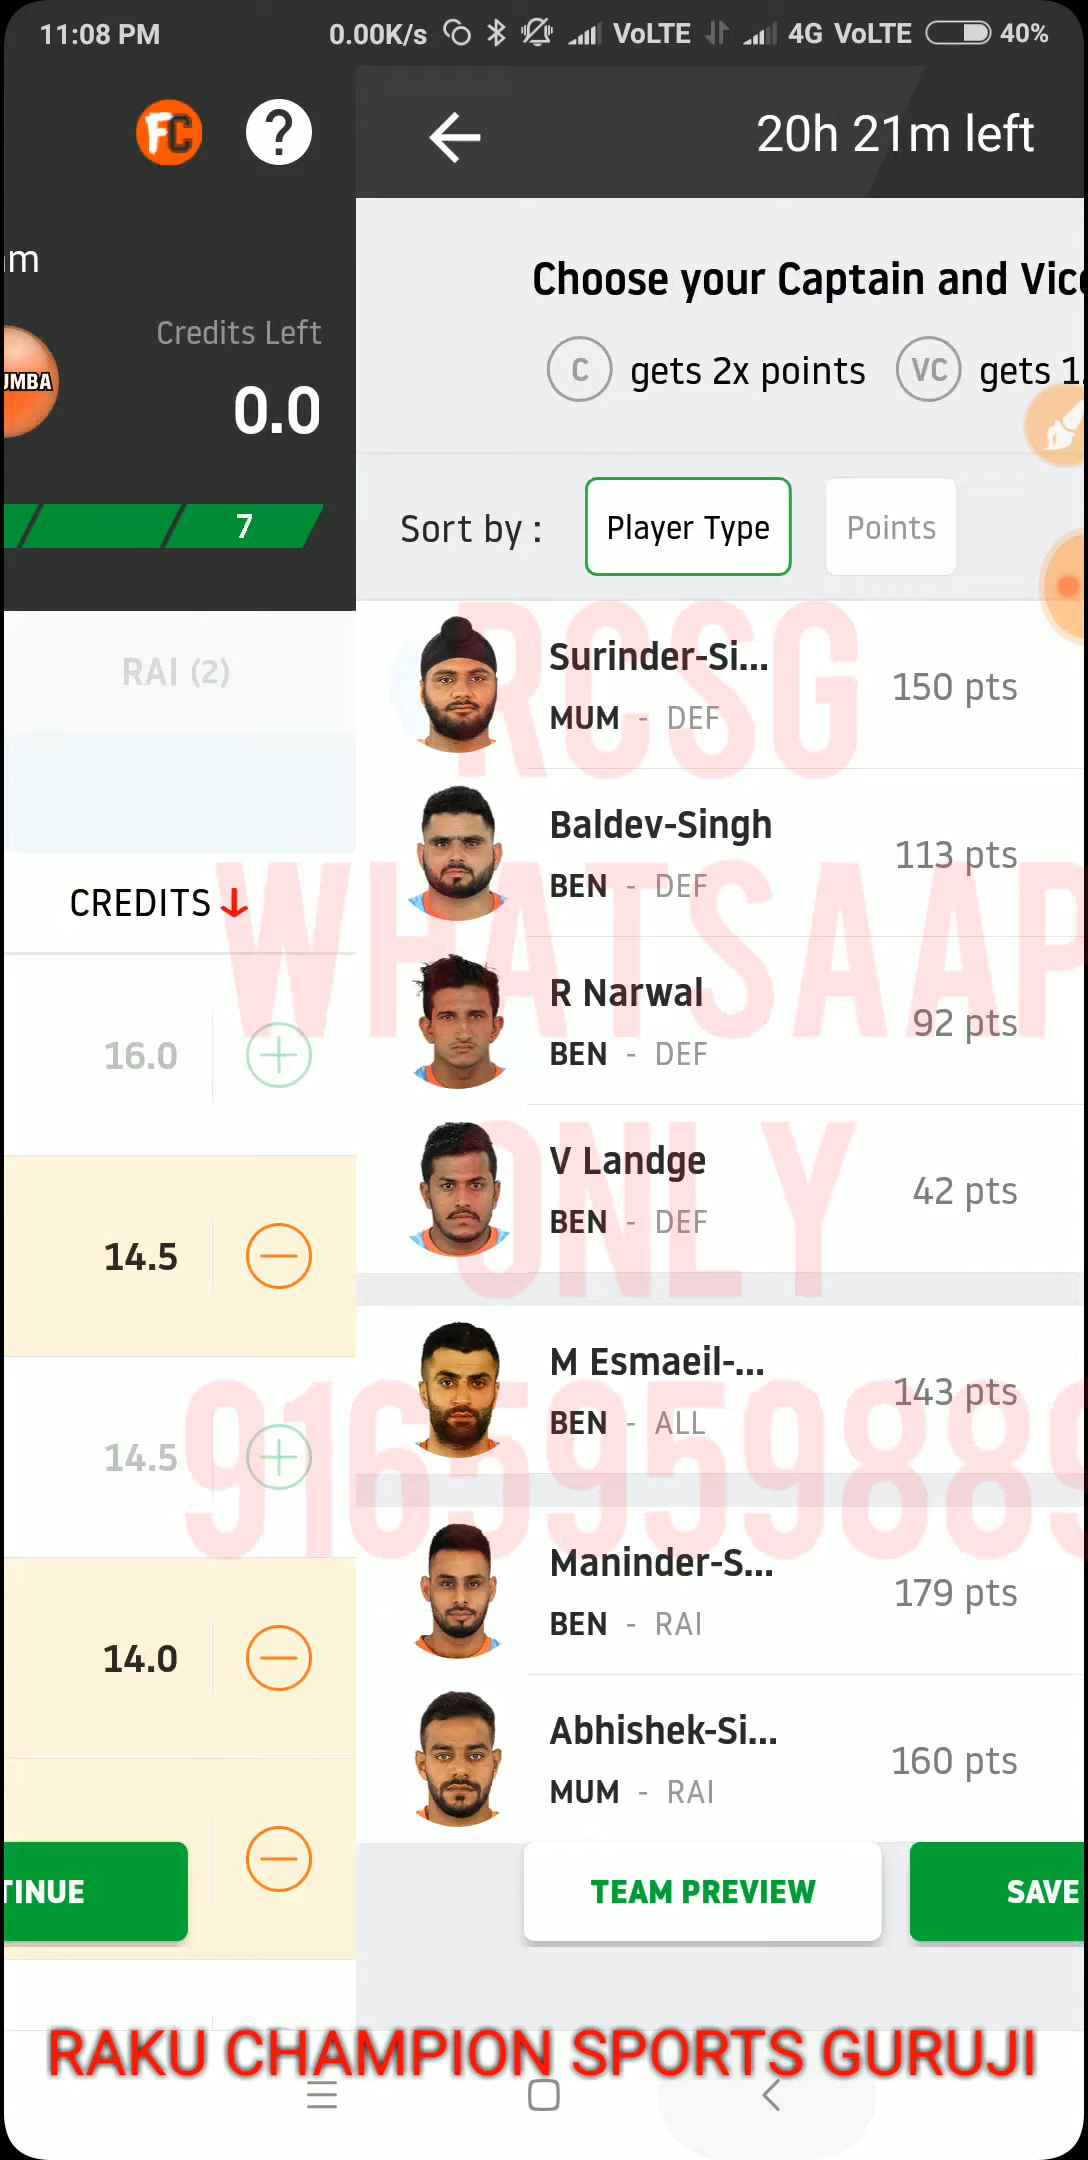 11:08 PM 0.00K/s VoLTE 4G VoLTE 40%
FC ? 20h 21m left
Choose your Captain and Vic
C gets 2x points VC gets 1.
m
UMBA
Credits Left
0.0
7
Sort by : Player Type Points
RAI (2)
CREDITS
16.0
14.5
14.5
14.0
TINUE
Surinder-Si...
MUM - DEF
150 pts
Baldev-Singh
BEN - DEF
113 pts
R Narwal
BEN - DEF
92 pts
V Landge
BEN - DEF
42 pts
M Esmaeil-...
BEN - ALL
143 pts
Maninder-S...
BEN - RAI
179 pts
Abhishek-Si...
MUM - RAI
160 pts
TEAM PREVIEW
SAVE
RCSG
WHATSAAP
ONLY
9165959889
RAKU CHAMPION SPORTS GURUJI